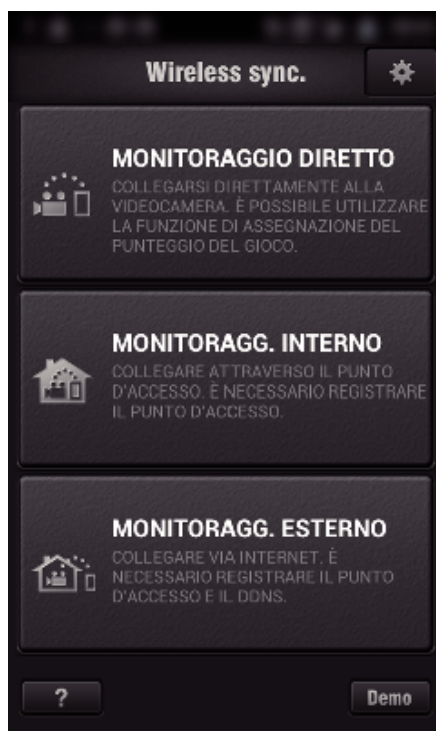 Wireless sync.
MONITORAGGIO DIRETTO
COLLEGARSI DIRETTAMENTE ALLA
VIDEOCAMERA. È POSSIBILE UTILIZZARE
LA FUNZIONE DI ASSEGNAZIONE DEL
PUNTEGGIO DEL GIOCO.
MONITORAGG. INTERNO
COLLEGARE ATTRAVERSO IL PUNTO
D'ACCESSO. È NECESSARIO REGISTRARE
IL PUNTO D'ACCESSO.
MONITORAGG. ESTERNO
COLLEGARE VIA INTERNET. È
NECESSARIO REGISTRARE IL PUNTO
D'ACCESSO E IL DDNS.
?
Demo